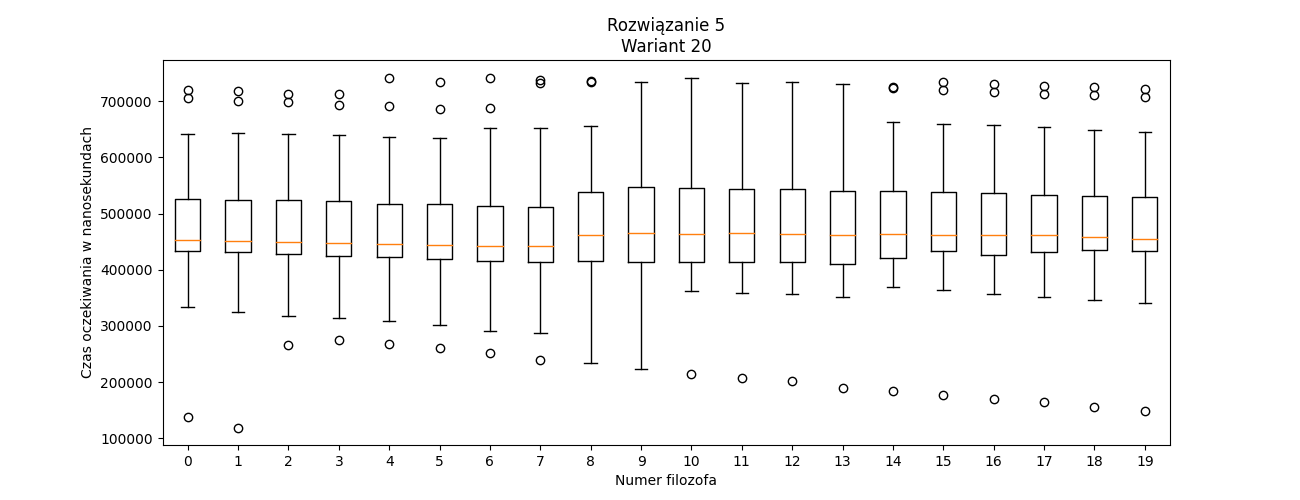 Rozwiązanie 5
Wariant 20
Czas oczekiwania w nanosekundach
700000
600000
500000
400000
300000
200000
100000
0 1 2 3 4 5 6 7 8 9 10 11 12 13 14 15 16 17 18 19
Numer filozofa